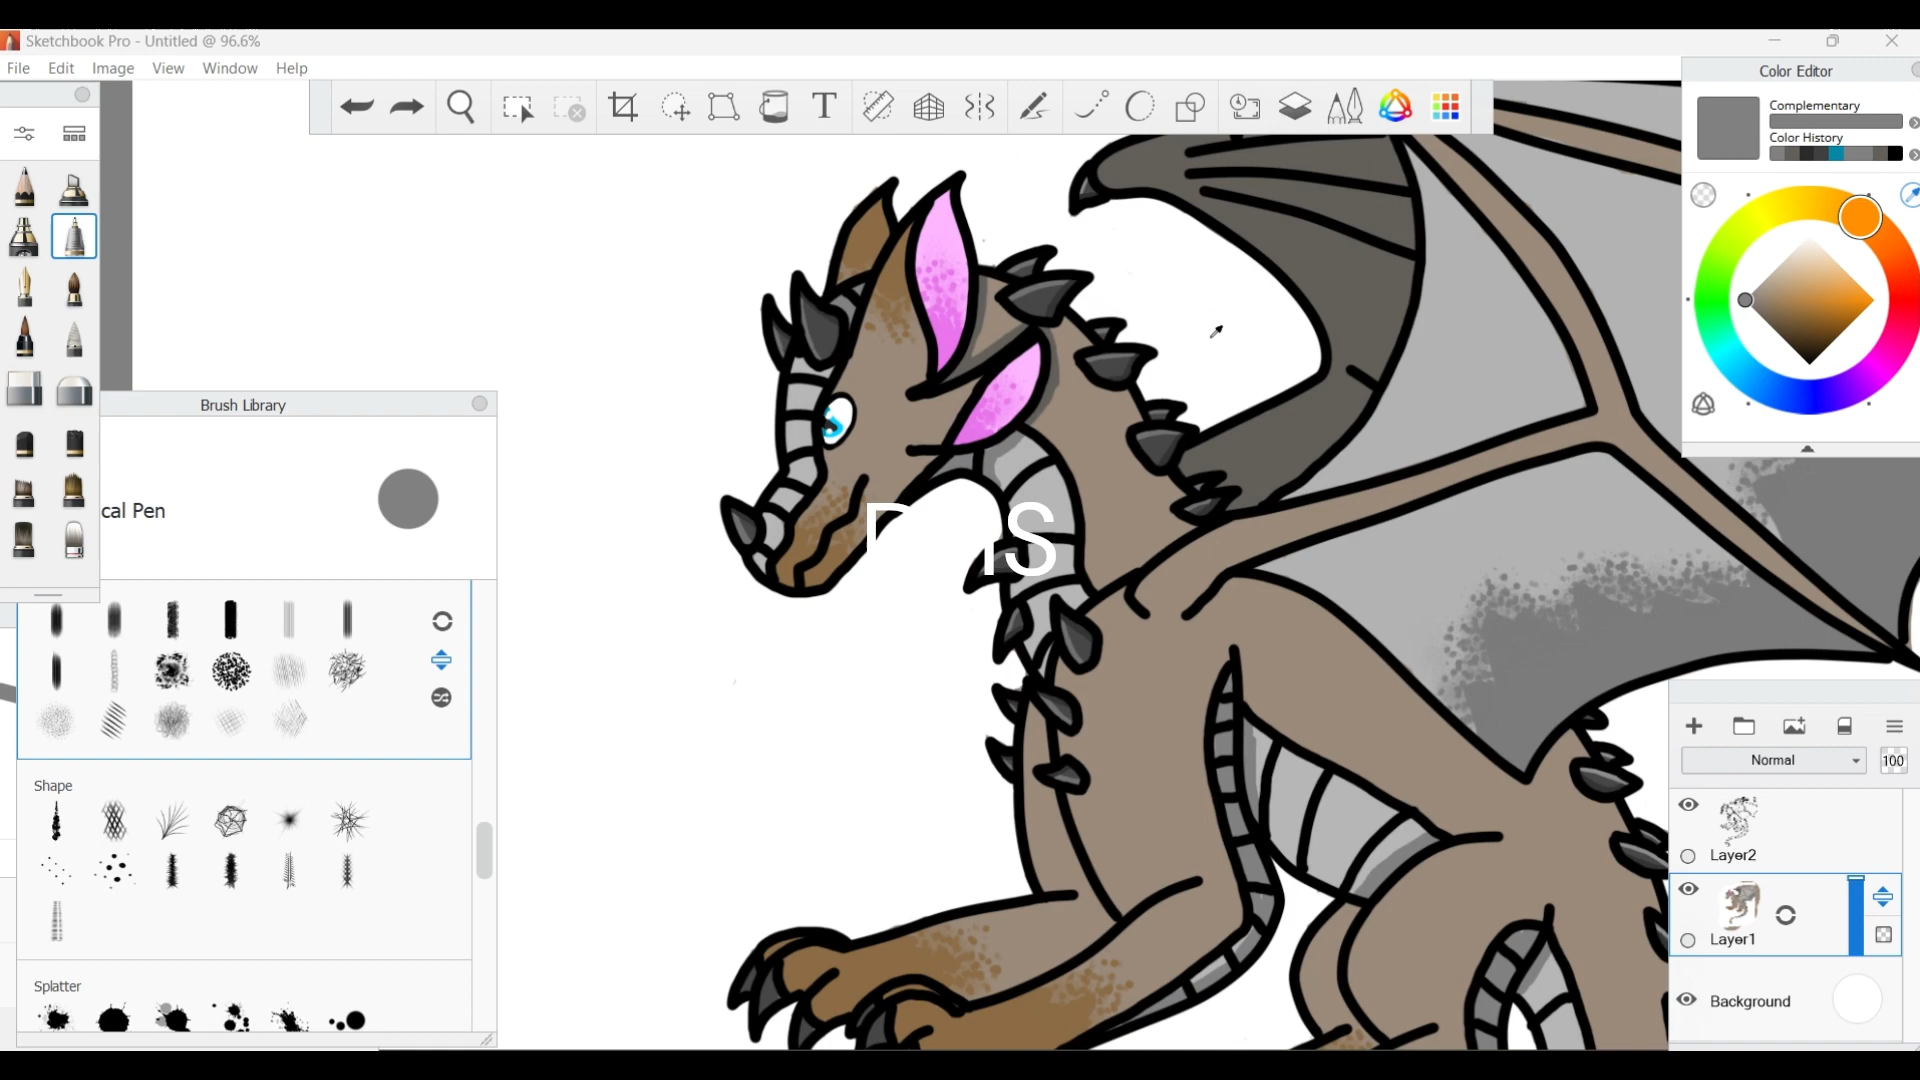 Sketchbook Pro - Untitled @ 96.6%
File Edit Image View Window Help
T
Color Editor
Complementary
Color History
Brush Library
cal Pen
Shape
Splatter
Normal
100
Layer2
Layer1
Background